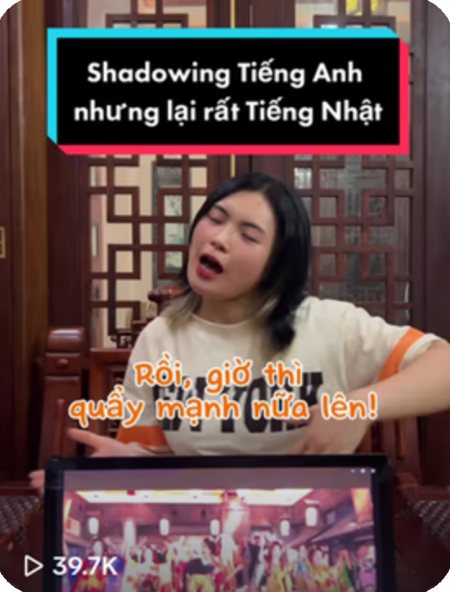 Shadowing Tiếng Anh
nhưng lại rất Tiếng Nhật
Rồi, giờ thì
quẩy mạnh nữa lên!
39.7K